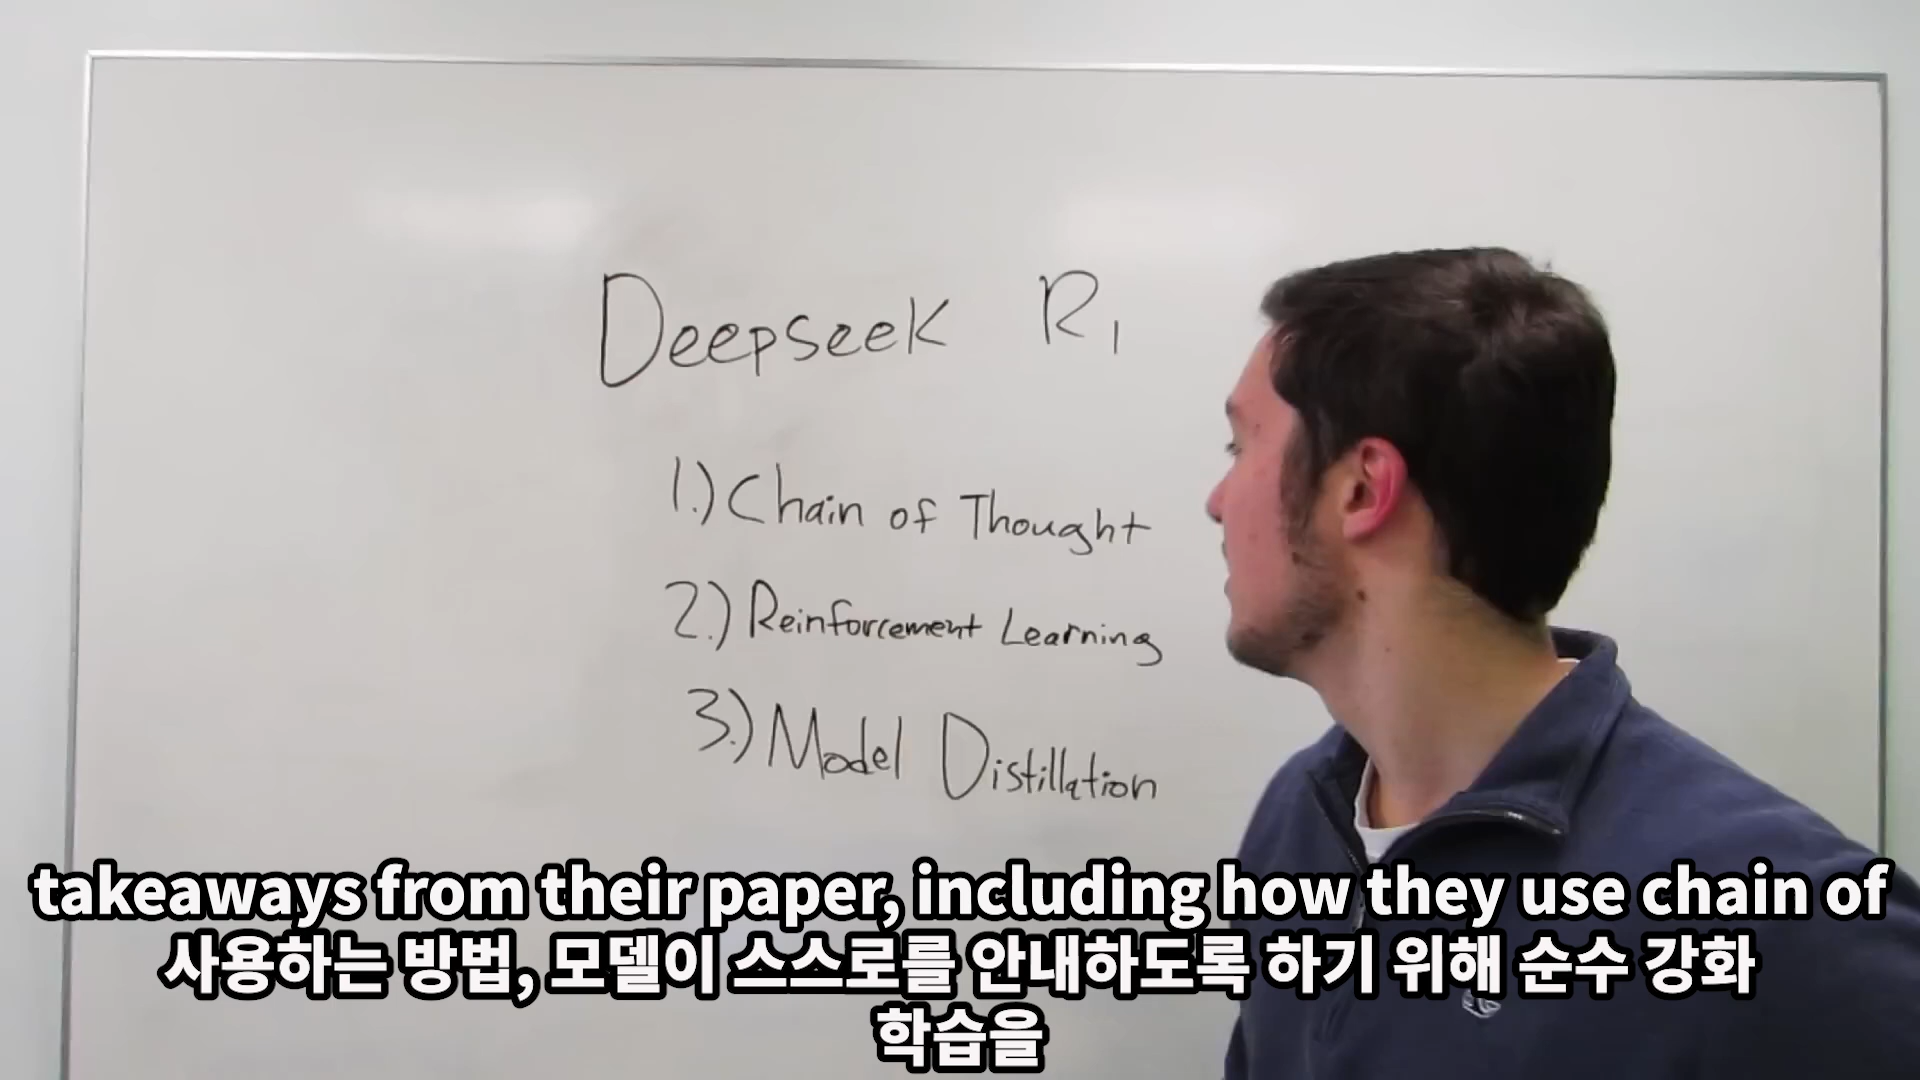 Deepseek R1
1.) Chain of Thought
2.) Reinforcement Learning
3.) Model Distillation
takeaways from their paper, including how they use chain of
사용하는 방법, 모델이 스스로를 안내하도록 하기 위해 순수 강화
학습을